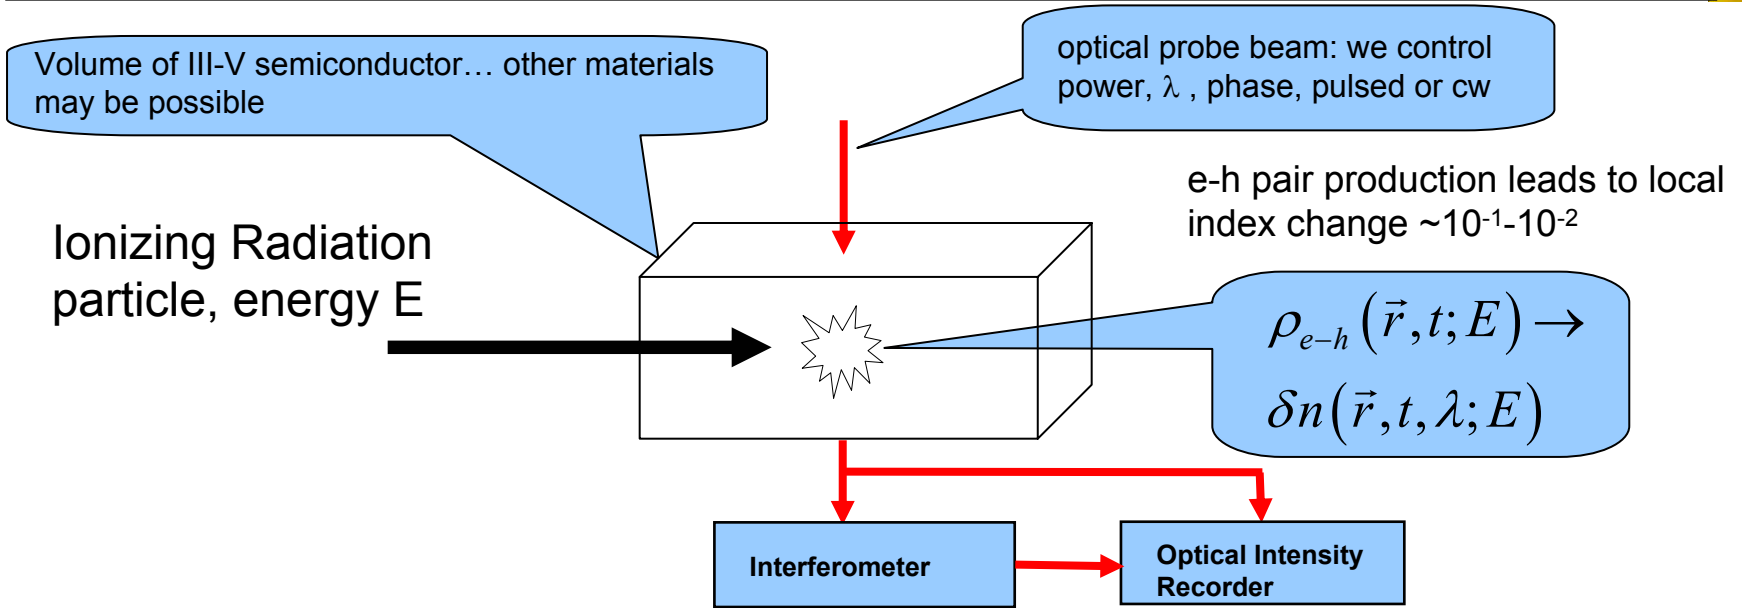 Volume of III-V semiconductor… other materials
may be possible
optical probe beam: we control
power, λ , phase, pulsed or cw
e-h pair production leads to local
index change ~10⁻¹-10⁻²
Ionizing Radiation
particle, energy E
ρₑ₋ₕ(r⃗,t;E)→
δn(r⃗,t,λ;E)
Interferometer
Optical Intensity
Recorder